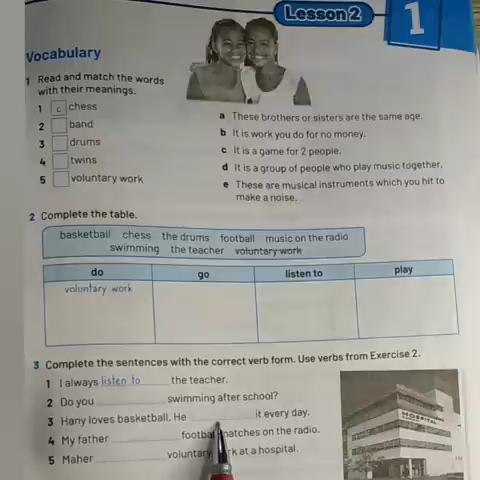 Lesson 2
1
Vocabulary
1 Read and match the words
with their meanings.
1 c chess
2 band
3 drums
4 twins
5 voluntary work
a These brothers or sisters are the same age.
b It is work you do for no money.
c It is a game for 2 people.
d It is a group of people who play music together.
e These are musical instruments which you hit to
make a noise.
2 Complete the table.
basketball chess the drums football music on the radio
swimming the teacher voluntary work
do go listen to play
voluntary work
3 Complete the sentences with the correct verb form. Use verbs from Exercise 2.
1 I always listen to the teacher.
2 Do you ______ swimming after school?
3 Hany loves basketball. He ______ it every day.
4 My father ______ football matches on the radio.
5 Maher ______ voluntary work at a hospital.
HOSPITAL